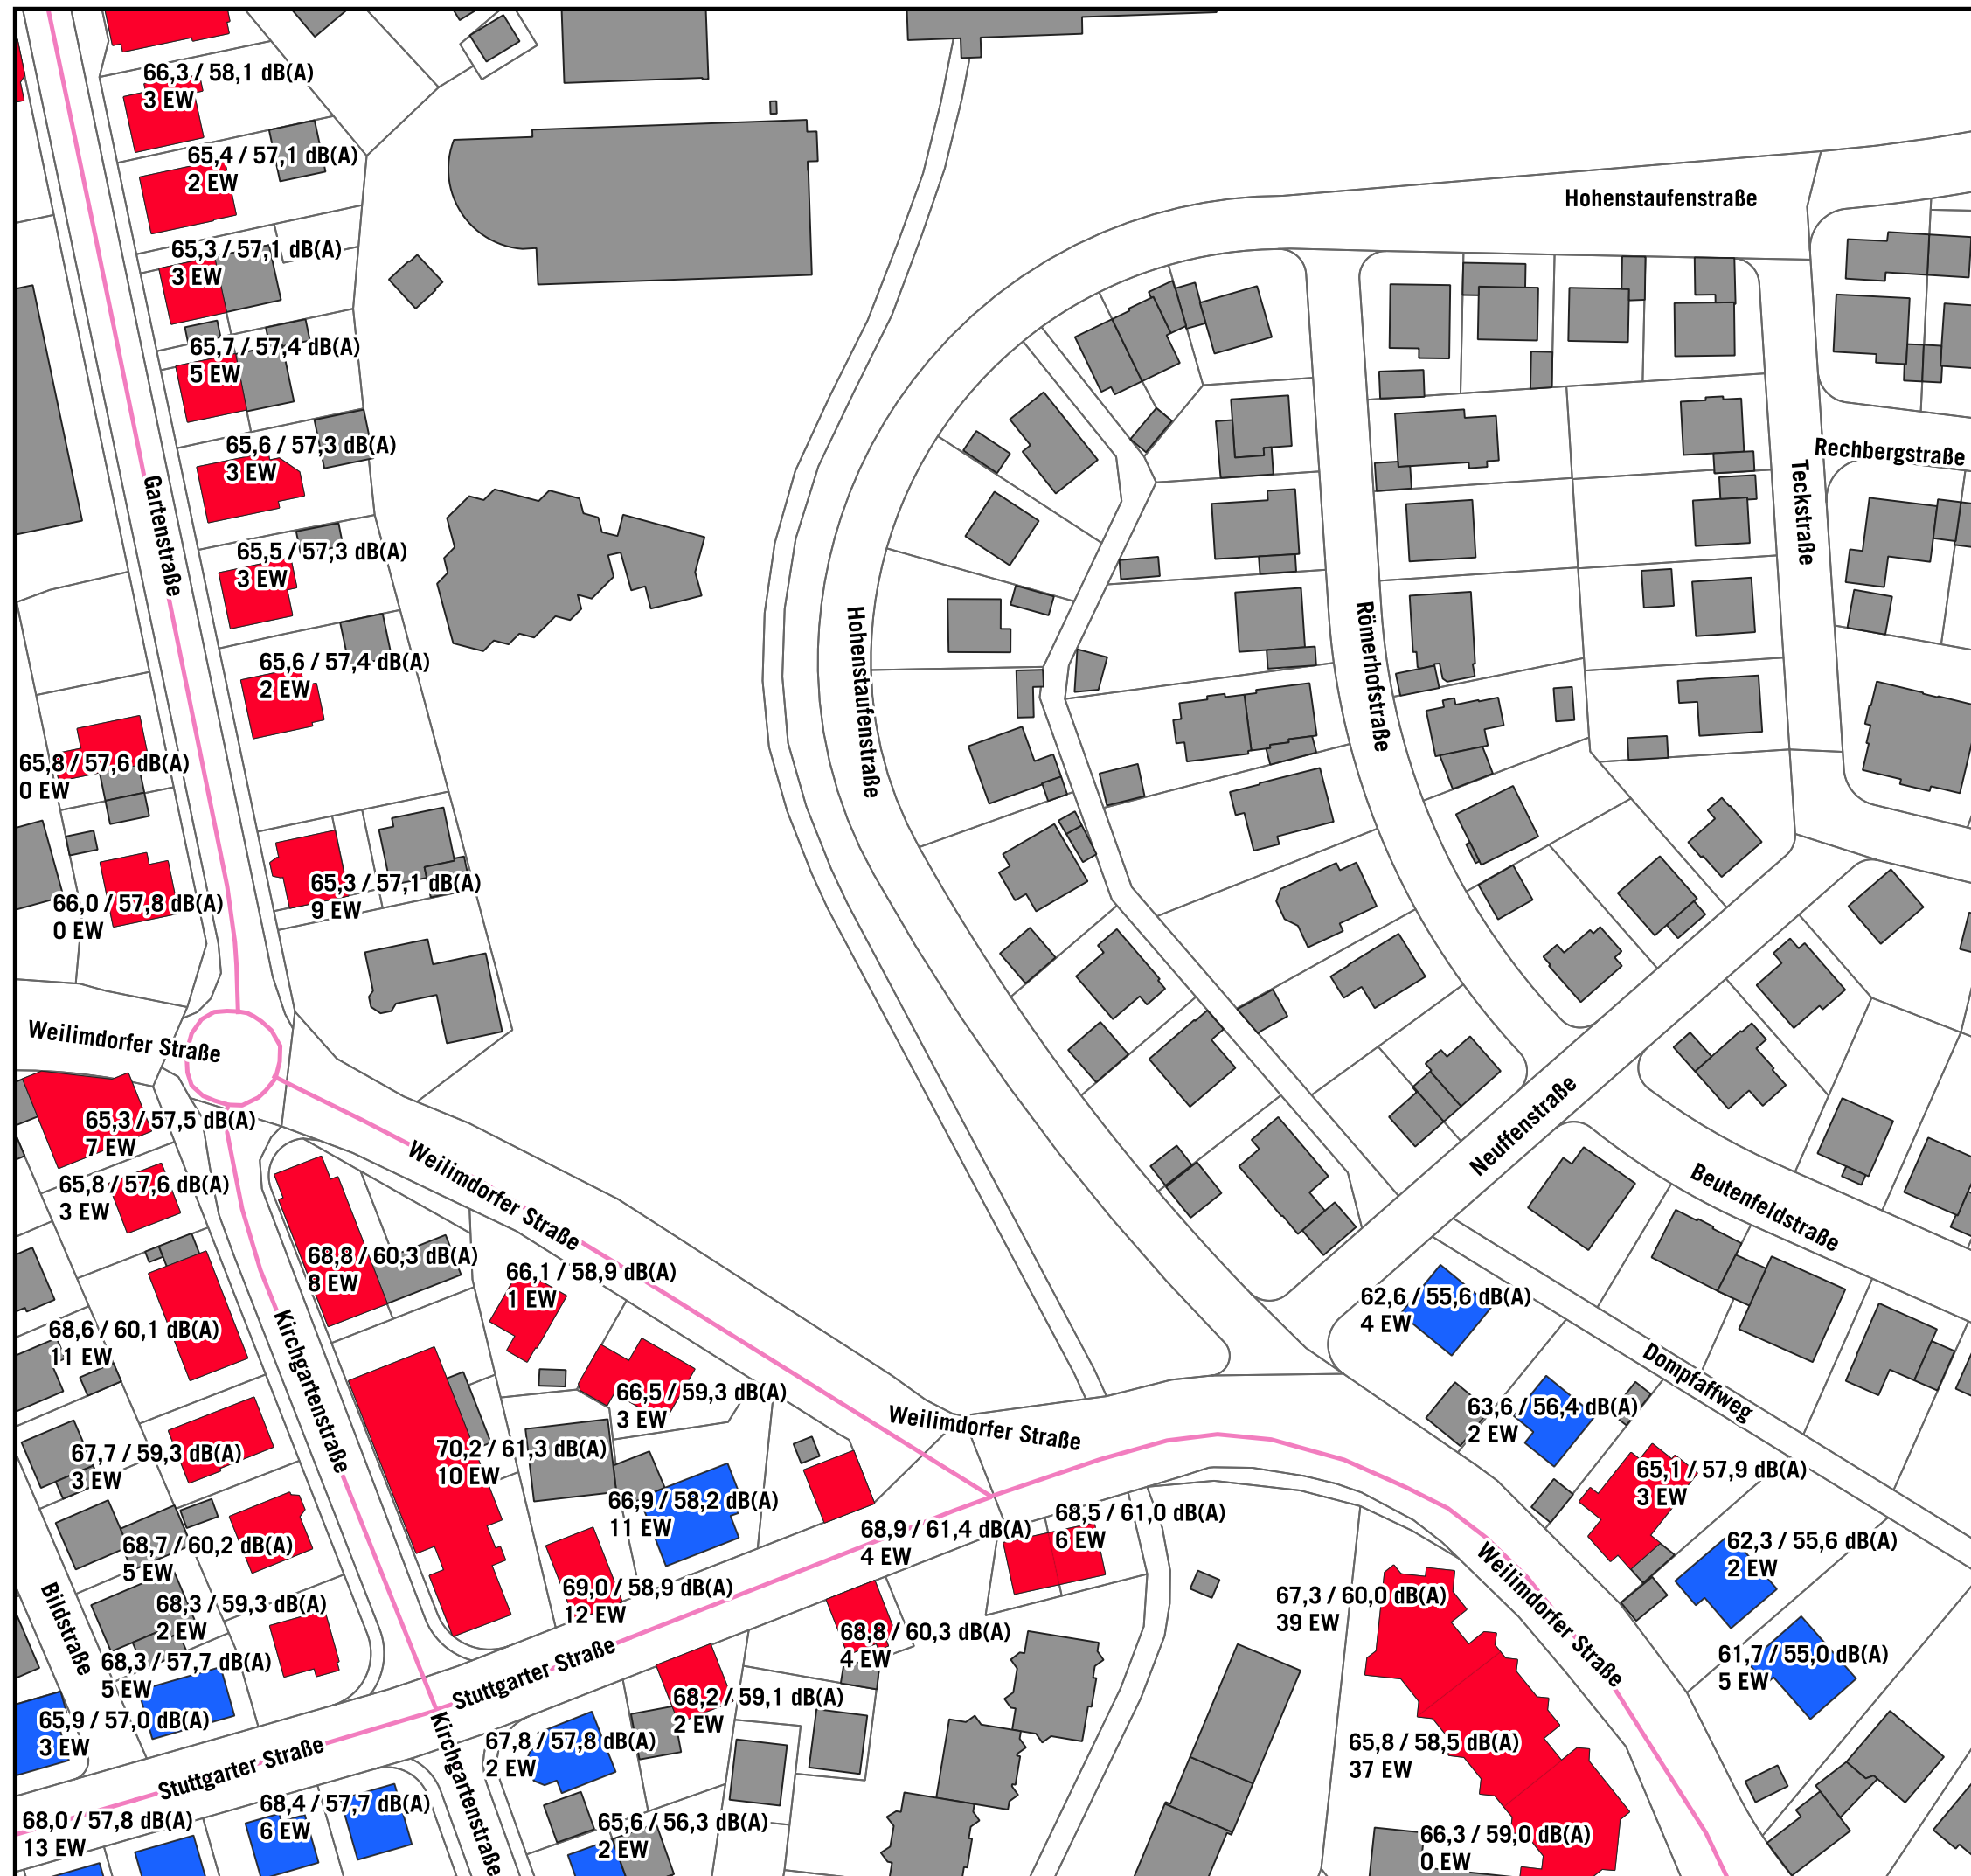 66,3 / 58,1 dB(A)
3 EW
65,4 / 57,1 dB(A)
2 EW
Hohenstaufenstraße
65,3 / 57,1 dB(A)
3 EW
65,7 / 57,4 dB(A)
5 EW
65,6 / 57,3 dB(A)
3 EW
Rechbergstraße
Teckstraße
Gartenstraße
65,5 / 57,3 dB(A)
3 EW
65,6 / 57,4 dB(A)
2 EW
Hohenstaufenstraße
Römerhofstraße
65,8 / 57,6 dB(A)
0 EW
65,3 / 57,1 dB(A)
9 EW
66,0 / 57,8 dB(A)
0 EW
Weilimdorfer Straße
65,3 / 57,5 dB(A)
7 EW
Neuffenstraße
65,8 / 57,6 dB(A)
3 EW
Weilimdorfer Straße
Beutenfeldstraße
68,8 / 60,3 dB(A)
8 EW
66,1 / 58,9 dB(A)
1 EW
62,6 / 55,6 dB(A)
4 EW
68,6 / 60,1 dB(A)
11 EW
Kirchgartenstraße
66,5 / 59,3 dB(A)
3 EW
Dompfaffweg
63,6 / 56,4 dB(A)
2 EW
Weilimdorfer Straße
67,7 / 59,3 dB(A)
3 EW
70,2 / 61,3 dB(A)
10 EW
65,1 / 57,9 dB(A)
3 EW
66,9 / 58,2 dB(A)
11 EW
68,5 / 61,0 dB(A)
6 EW
68,9 / 61,4 dB(A)
4 EW
68,7 / 60,2 dB(A)
5 EW
62,3 / 55,6 dB(A)
2 EW
69,0 / 58,9 dB(A)
12 EW
67,3 / 60,0 dB(A)
39 EW
Weilimdorfer Straße
68,3 / 59,3 dB(A)
2 EW
Bildstraße
68,8 / 60,3 dB(A)
4 EW
68,3 / 57,7 dB(A)
5 EW
61,7 / 55,0 dB(A)
5 EW
Stuttgarter Straße
68,2 / 59,1 dB(A)
2 EW
65,9 / 57,0 dB(A)
3 EW
67,8 / 57,8 dB(A)
2 EW
65,8 / 58,5 dB(A)
37 EW
Stuttgarter Straße
Kirchgartenstraße
68,4 / 57,7 dB(A)
6 EW
68,0 / 57,8 dB(A)
13 EW
65,6 / 56,3 dB(A)
2 EW
66,3 / 59,0 dB(A)
0 EW